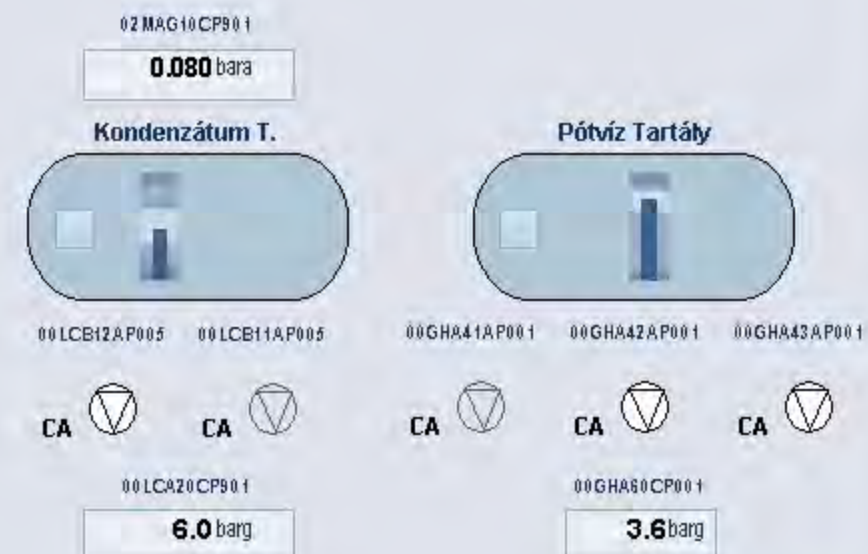 02MAG10CP901
0.080 bara
Kondenzátum T.
Pótvíz Tartály
00LCB12AP005 00LCB11AP005 00GHA41AP001 00GHA42AP001 00GHA43AP001
CA CA CA CA CA
00LCA20CP901 00GHA60CP001
6.0 barg 3.6 barg